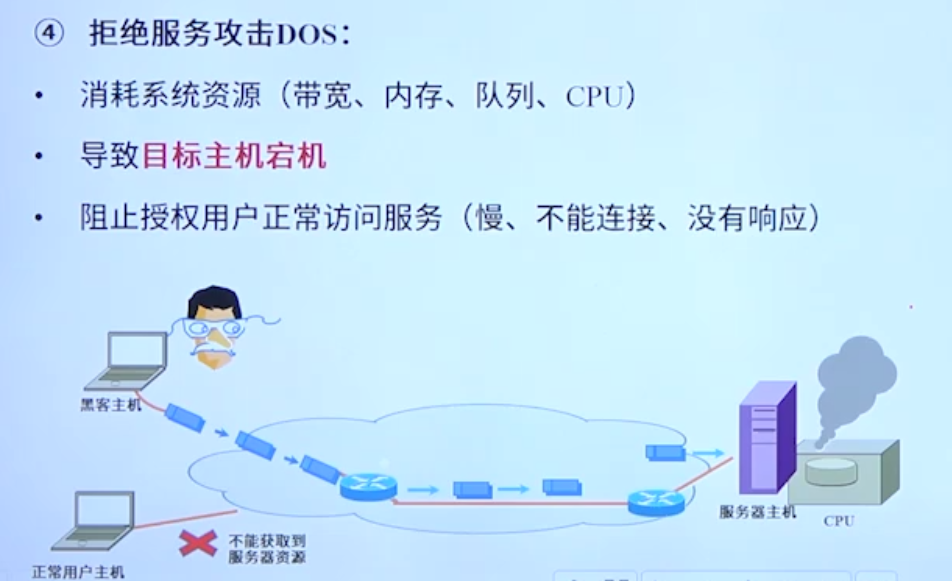 ④ 拒绝服务攻击DOS：
• 消耗系统资源（带宽、内存、队列、CPU）
• 导致目标主机宕机
• 阻止授权用户正常访问服务（慢、不能连接、没有响应）
黑客主机
服务器主机
CPU
不能获取到
服务器资源
正常用户主机